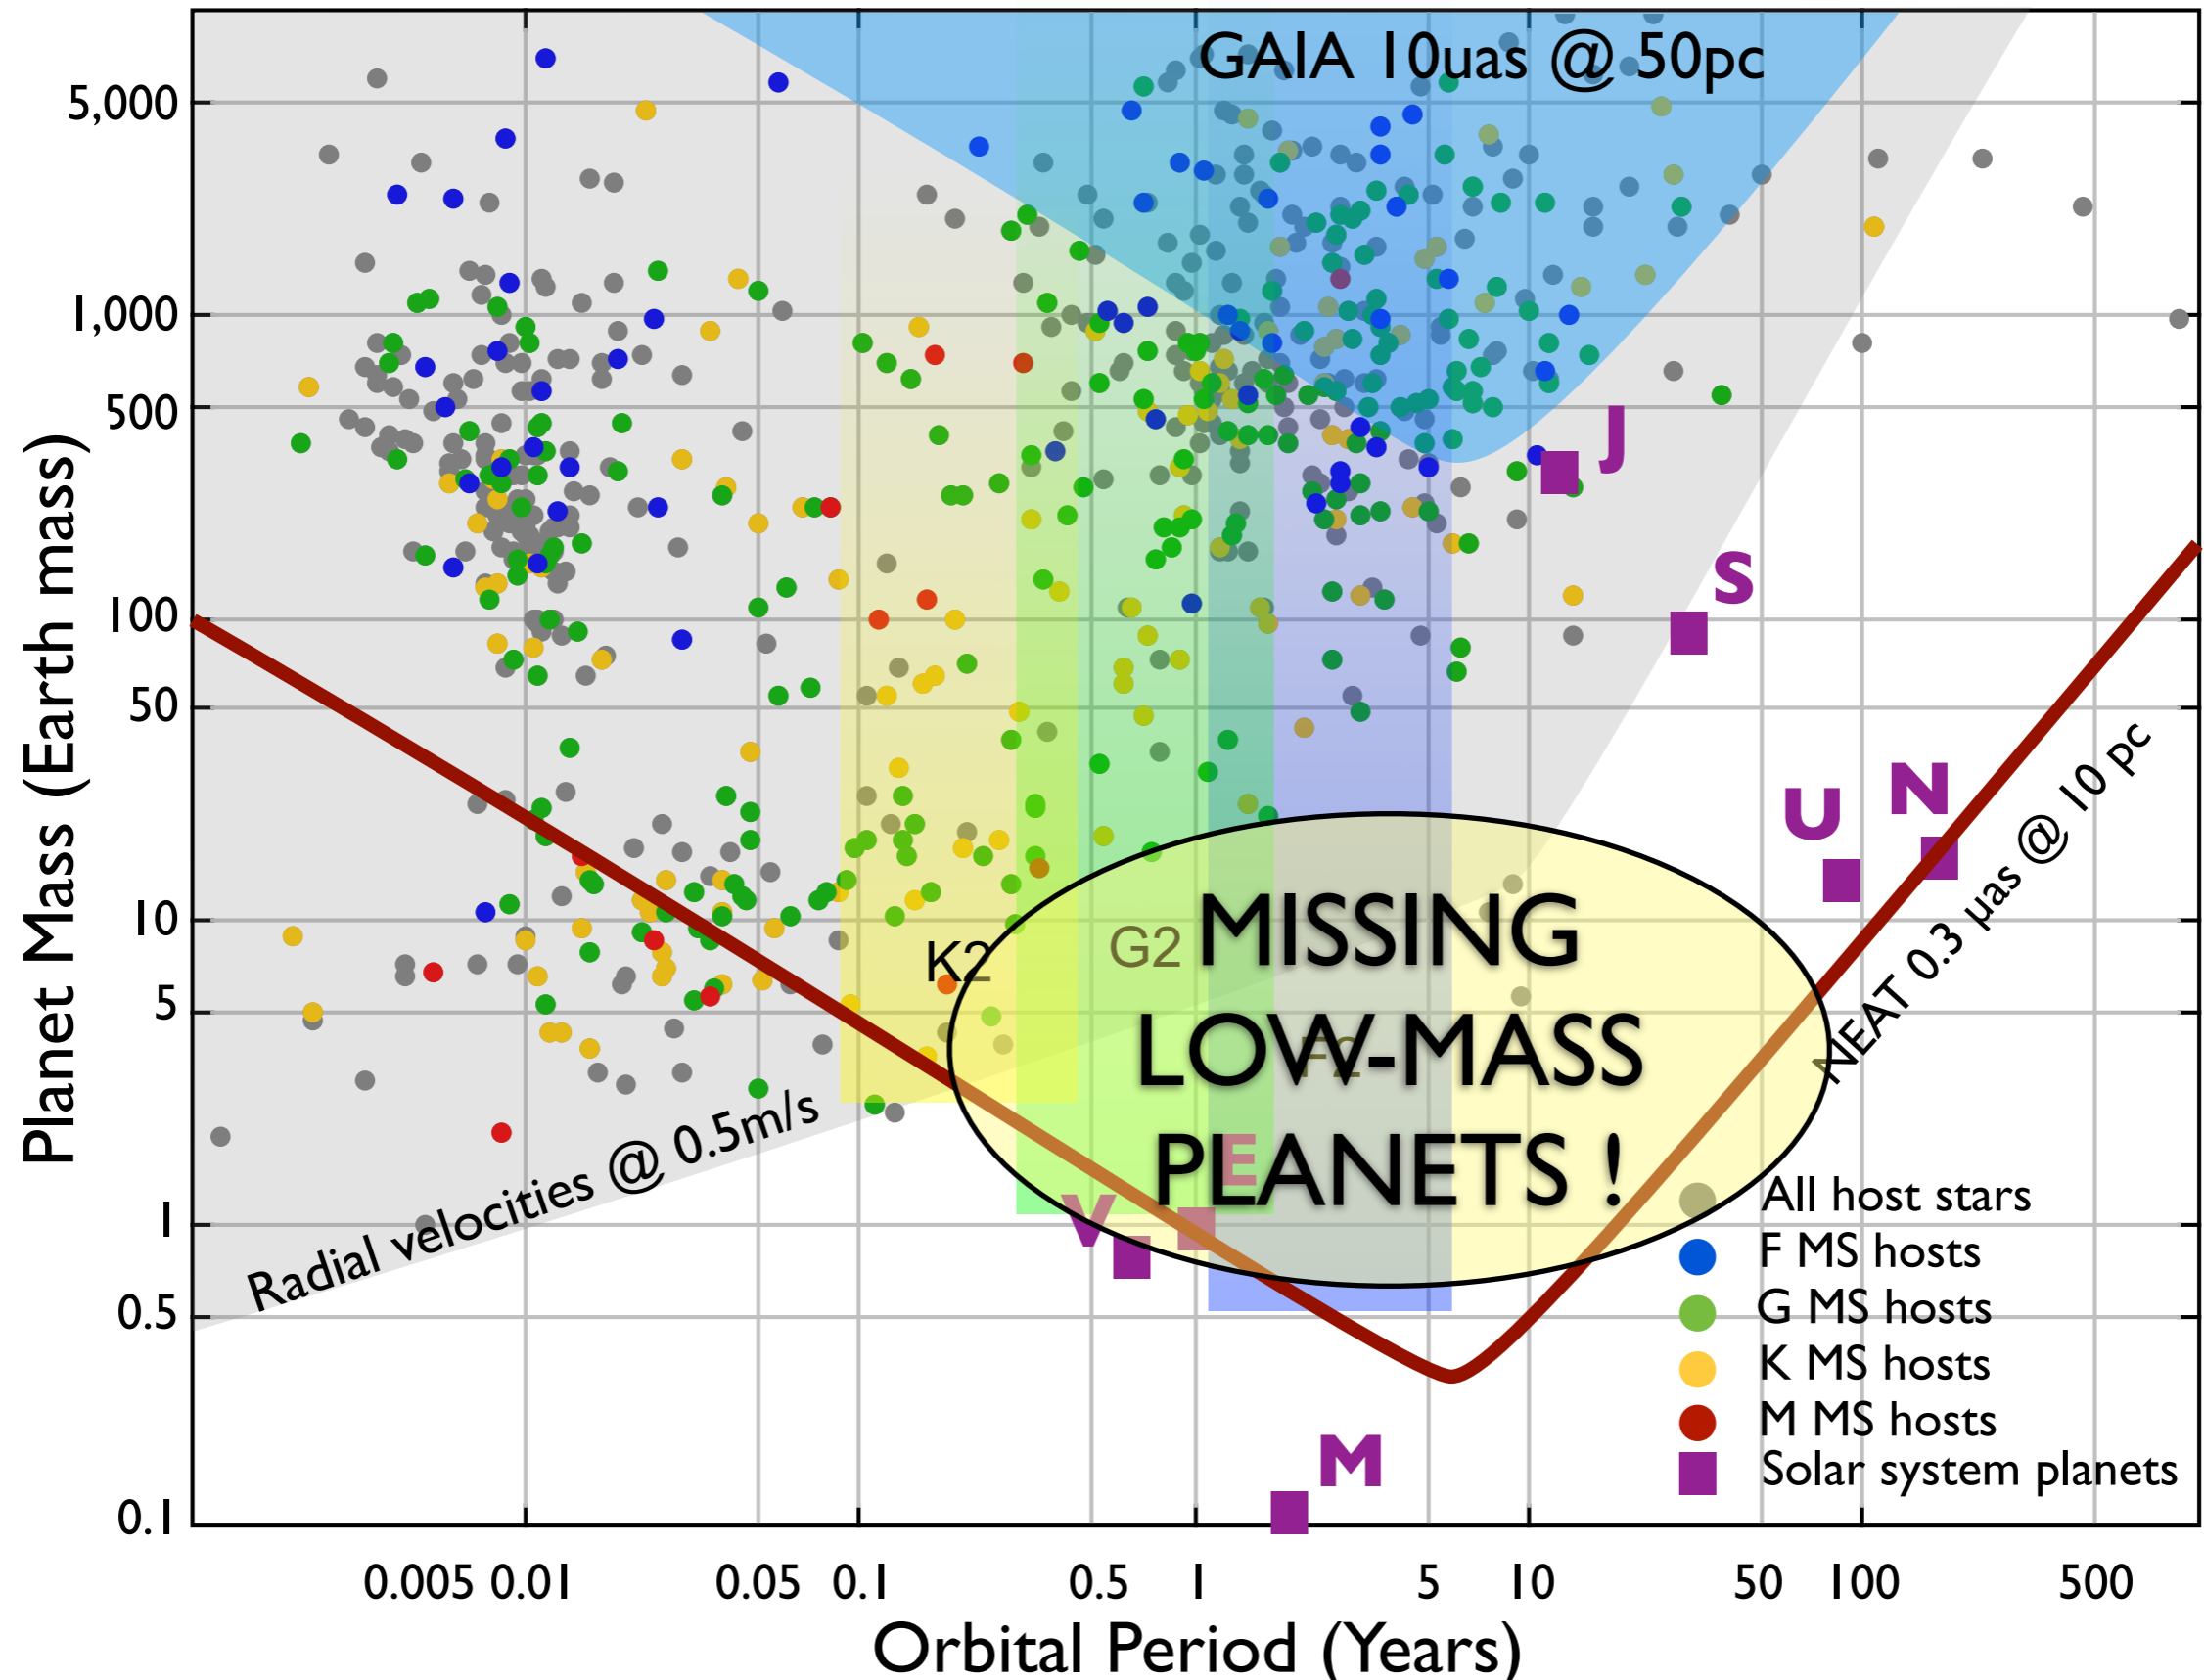 GAIA 10uas @ 50pc
5,000
1,000
500
100
50
10
5
1
0.5
0.1
Planet Mass (Earth mass)
J
S
U
N
K2
G2
F2
MISSING
LOW-MASS
PLANETS !
V
E
M
NEAT 0.3 µas @ 10 pc
Radial velocities @ 0.5m/s
All host stars
F MS hosts
G MS hosts
K MS hosts
M MS hosts
Solar system planets
0.005 0.01 0.05 0.1 0.5 1 5 10 50 100 500
Orbital Period (Years)